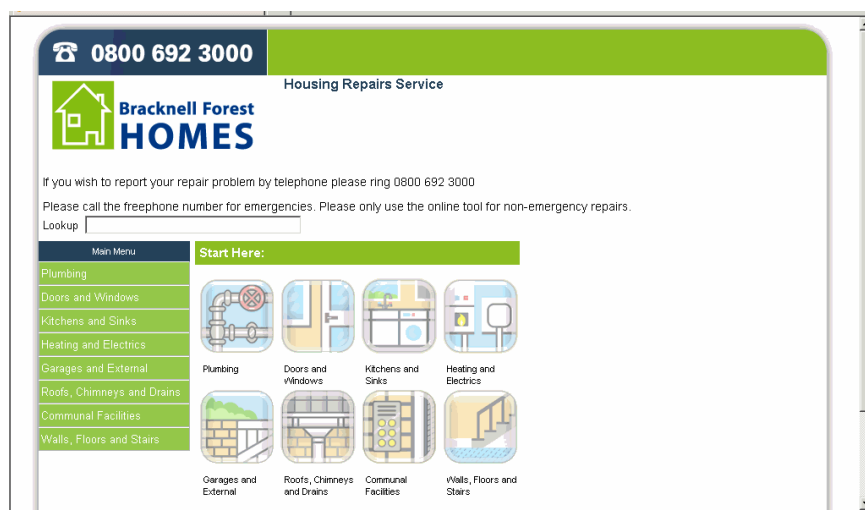 0800 692 3000
Housing Repairs Service
Bracknell Forest
HOMES
If you wish to report your repair problem by telephone please ring 0800 692 3000
Please call the freephone number for emergencies. Please only use the online tool for non-emergency repairs.
Lookup
Main Menu
Plumbing
Doors and Windows
Kitchens and Sinks
Heating and Electrics
Garages and External
Roofs, Chimneys and Drains
Communal Facilities
Walls, Floors and Stairs
Start Here:
Plumbing
Doors and
Windows
Kitchens and
Sinks
Heating and
Electrics
Garages and
External
Roofs, Chimneys
and Drains
Communal
Facilities
Walls, Floors and
Stairs